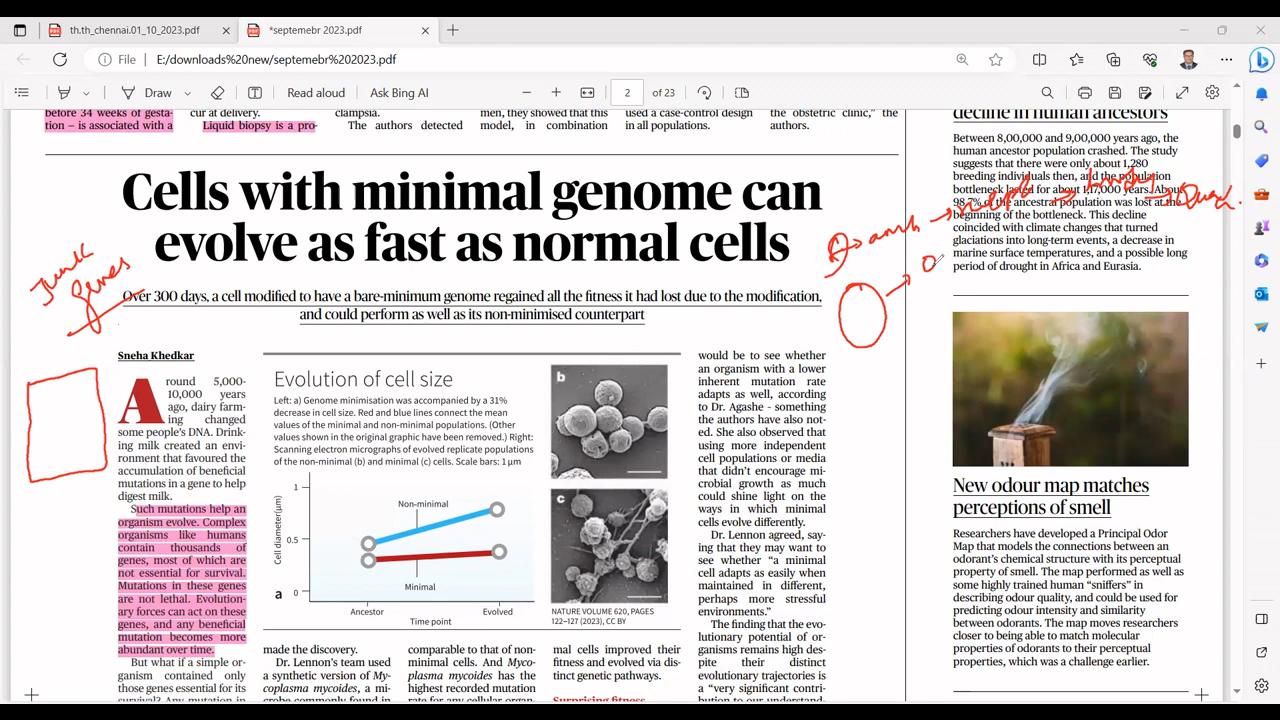 th.th_chennai.01_10_2023.pdf
*septemebr 2023.pdf
File
E:/downloads%20new/septemebr%202023.pdf
Draw
Read aloud
Ask Bing AI
2
of 23
before 34 weeks of gesta-
tion – is associated with a
cur at delivery.
Liquid biopsy is a pro-
clampsia.
The authors detected
men, they showed that this
model, in combination
used a case-control design
in all populations.
the obstetric clinic," the
authors.
Cells with minimal genome can
evolve as fast as normal cells
Junk
genes
Over 300 days, a cell modified to have a bare-minimum genome regained all the fitness it had lost due to the modification,
and could perform as well as its non-minimised counterpart
Sneha Khedkar
Around 5,000-
10,000 years
ago, dairy farm-
ing changed
some people's DNA. Drink-
ing milk created an envi-
ronment that favoured the
accumulation of beneficial
mutations in a gene to help
digest milk.
Such mutations help an
organism evolve. Complex
organisms like humans
contain thousands of
genes, most of which are
not essential for survival.
Mutations in these genes
are not lethal. Evolution-
ary forces can act on these
genes, and any beneficial
mutation becomes more
abundant over time.
But what if a simple or-
ganism contained only
those genes essential for its
survival? Any mutation in
Evolution of cell size
Left: a) Genome minimisation was accompanied by a 31%
decrease in cell size. Red and blue lines connect the mean
values of the minimal and non-minimal populations. (Other
values shown in the original graphic have been removed.) Right:
Scanning electron micrographs of evolved replicate populations
of the non-minimal (b) and minimal (c) cells. Scale bars: 1 μm
Cell diameter(μm)
1
0.5
0
Non-minimal
Minimal
a
Ancestor
Evolved
Time point
b
c
NATURE VOLUME 620, PAGES
122–127 (2023), CC BY
made the discovery.
Dr. Lennon's team used
a synthetic version of My-
coplasma mycoides, a mi-
crobe commonly found in
comparable to that of non-
minimal cells. And Myco-
plasma mycoides has the
highest recorded mutation
rate for any cellular organ-
mal cells improved their
fitness and evolved via dis-
tinct genetic pathways.
Surprising fitness
would be to see whether
an organism with a lower
inherent mutation rate
adapts as well, according
to Dr. Agashe - something
the authors have also not-
ed. She also observed that
using more independent
cell populations or media
that didn't encourage mi-
crobial growth as much
could shine light on the
ways in which minimal
cells evolve differently.
Dr. Lennon agreed, say-
ing that they may want to
see whether "a minimal
cell adapts as easily when
maintained in different,
perhaps more stressful
environments."
The finding that the evo-
lutionary potential of or-
ganisms remains high des-
pite their distinct
evolutionary trajectories is
a "very significant contri-
bution to our understand-
decline in human ancestors
Between 8,00,000 and 9,00,000 years ago, the
human ancestor population crashed. The study
suggests that there were only about 1,280
breeding individuals then, and the population
bottleneck lasted for about 1,17,000 years. About
98.7% of the ancestral population was lost at the
beginning of the bottleneck. This decline
coincided with climate changes that turned
glaciations into long-term events, a decrease in
marine surface temperatures, and a possible long
period of drought in Africa and Eurasia.
New odour map matches
perceptions of smell
Researchers have developed a Principal Odor
Map that models the connections between an
odorant's chemical structure with its perceptual
property of smell. The map performed as well as
some highly trained human "sniffers" in
describing odour quality, and could be used for
predicting odour intensity and similarity
between odorants. The map moves researchers
closer to being able to match molecular
properties of odorants to their perceptual
properties, which was a challenge earlier.